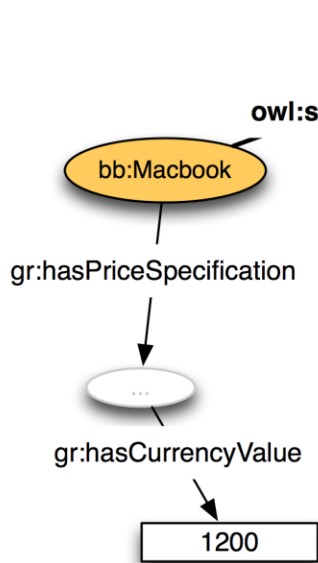 owl:s
bb:Macbook
gr:hasPriceSpecification
...
gr:hasCurrencyValue
1200